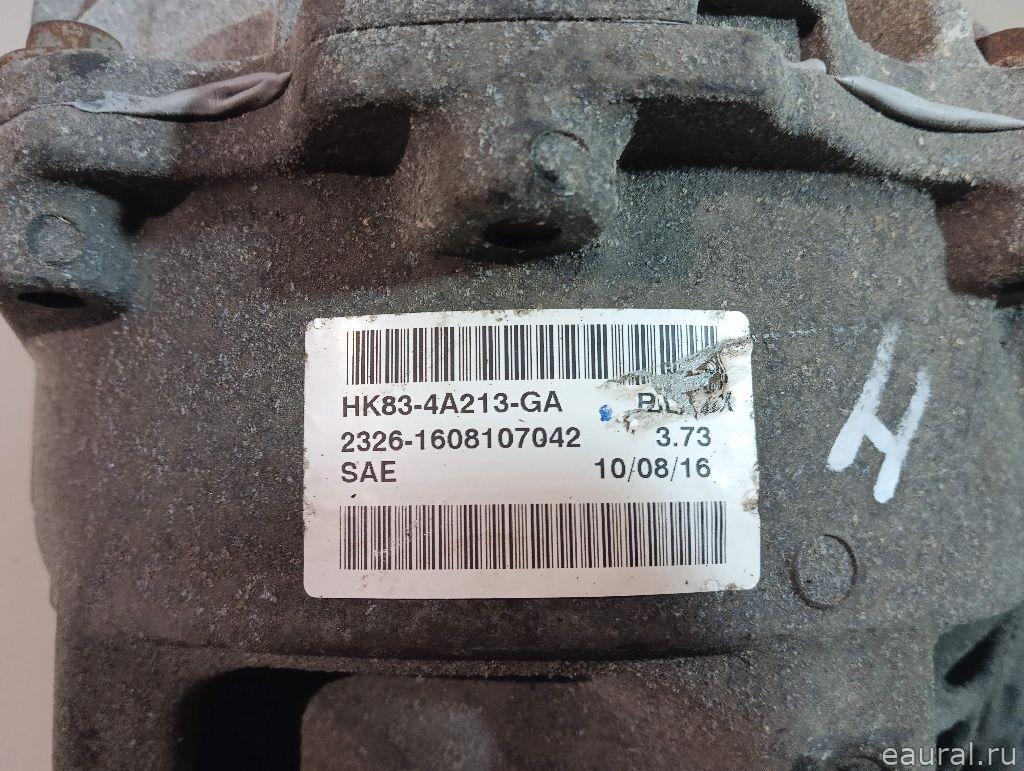 HK83-4A213-GA
2326-1608107042 3.73
SAE 10/08/16
H
eaural.ru